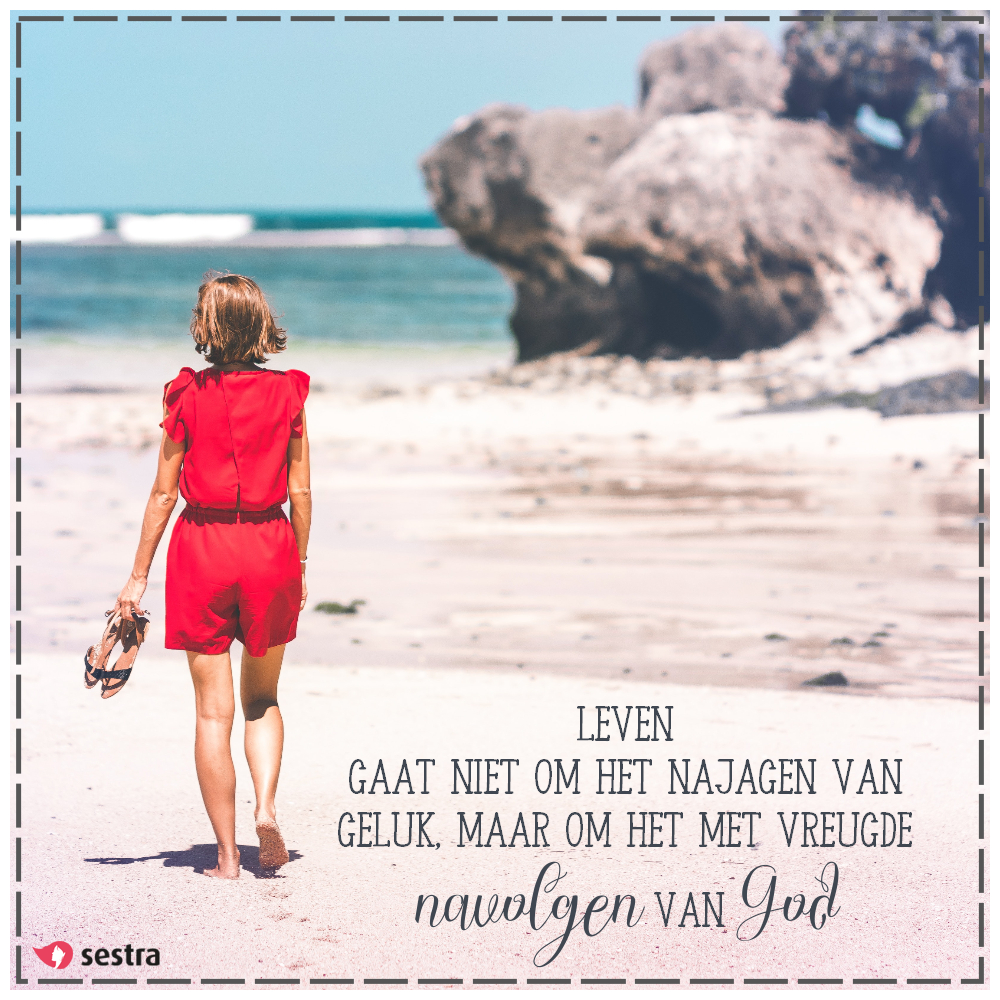 LEVEN
GAAT NIET OM HET NAJAGEN VAN
GELUK, MAAR OM HET MET VREUGDE
navolgen VAN God
sestra